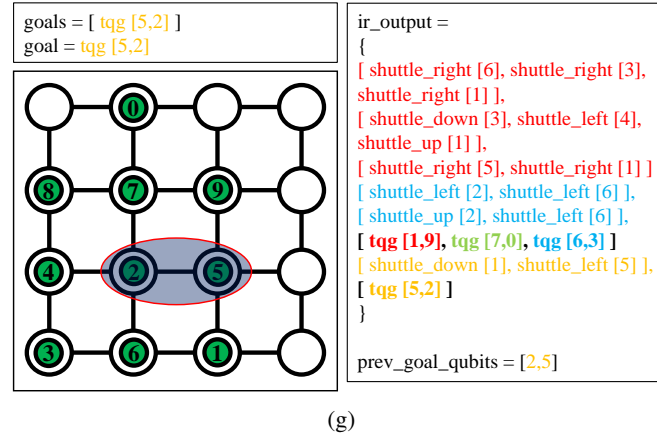 goals = [ tqg [5,2] ]
goal = tqg [5,2]
0
8 7 9
4 2 5
3 6 1
ir_output =
{
[ shuttle_right [6], shuttle_right [3],
shuttle_right [1] ],
[ shuttle_down [3], shuttle_left [4],
shuttle_up [1] ],
[ shuttle_right [5], shuttle_right [1] ]
[ shuttle_left [2], shuttle_left [6] ],
[ shuttle_up [2], shuttle_left [6] ],
[ tqg [1,9], tqg [7,0], tqg [6,3] ]
[ shuttle_down [1], shuttle_left [5] ],
[ tqg [5,2] ]
}
prev_goal_qubits = [2,5]
(g)